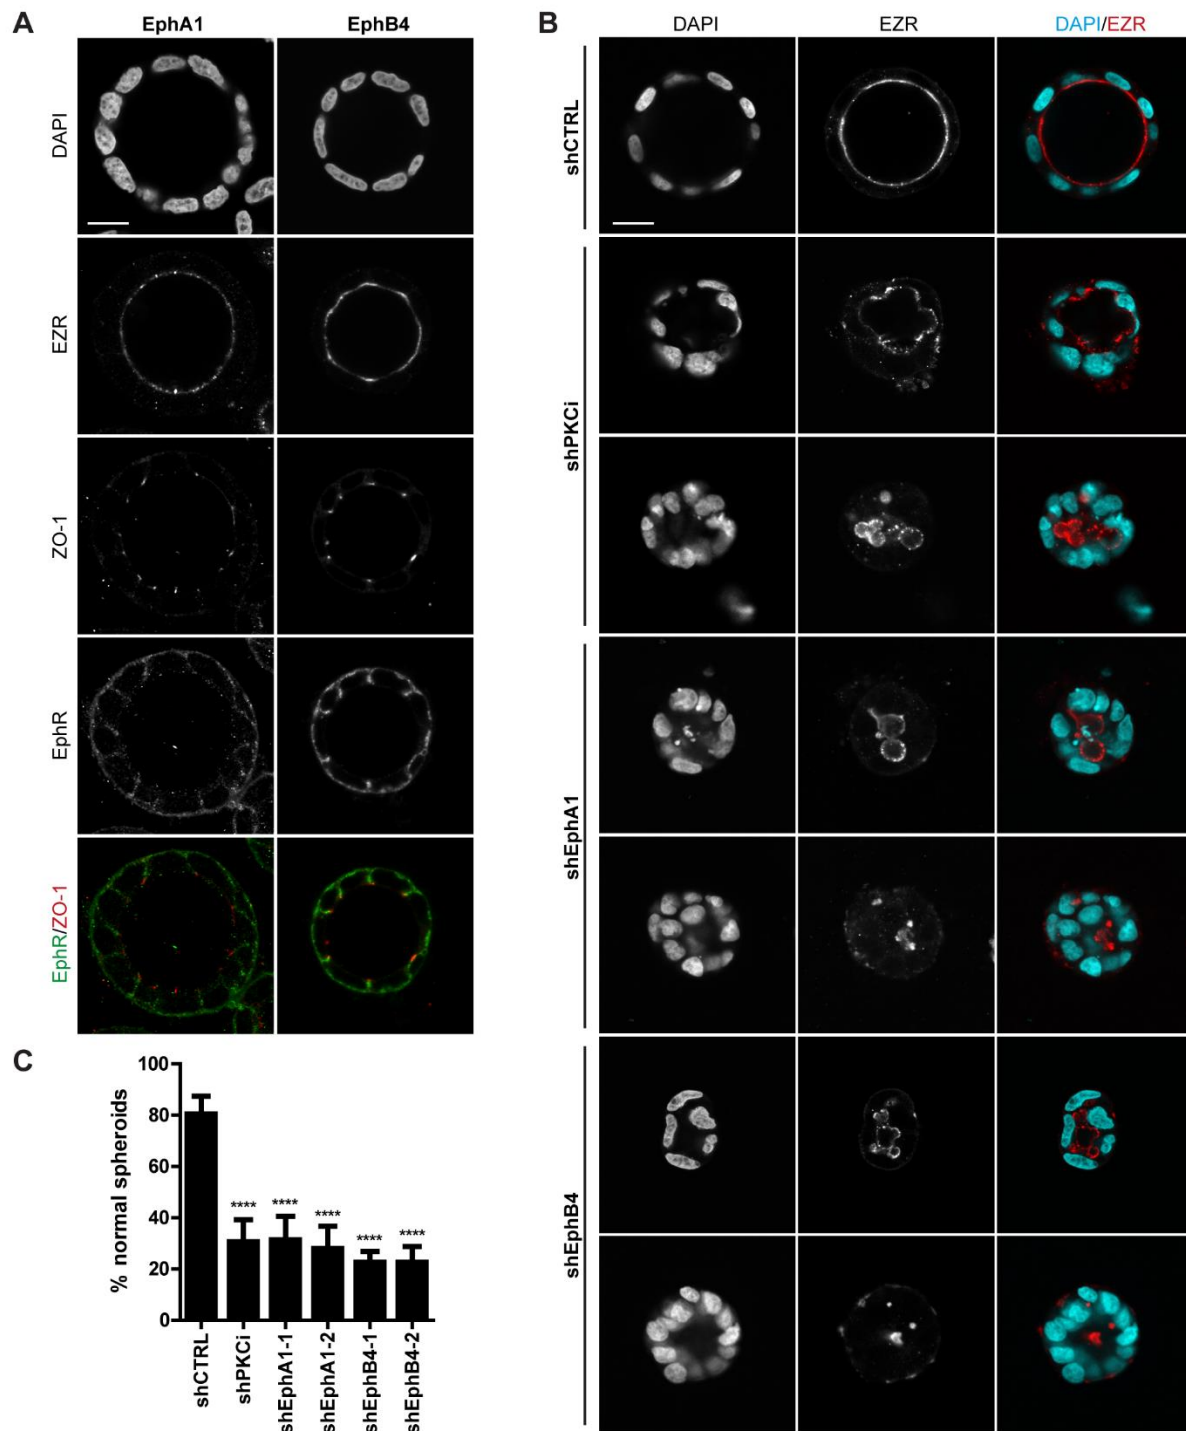 A
EphA1
EphB4
DAPI
EZR
ZO-1
EphR
EphR/ZO-1
B
DAPI
EZR
DAPI/EZR
shCTRL
shPKCi
shEphA1
shEphB4
C
% normal spheroids
100
80
60
40
20
0
****
****
****
****
****
shCTRL
shPKCi
shEphA1-1
shEphA1-2
shEphB4-1
shEphB4-2